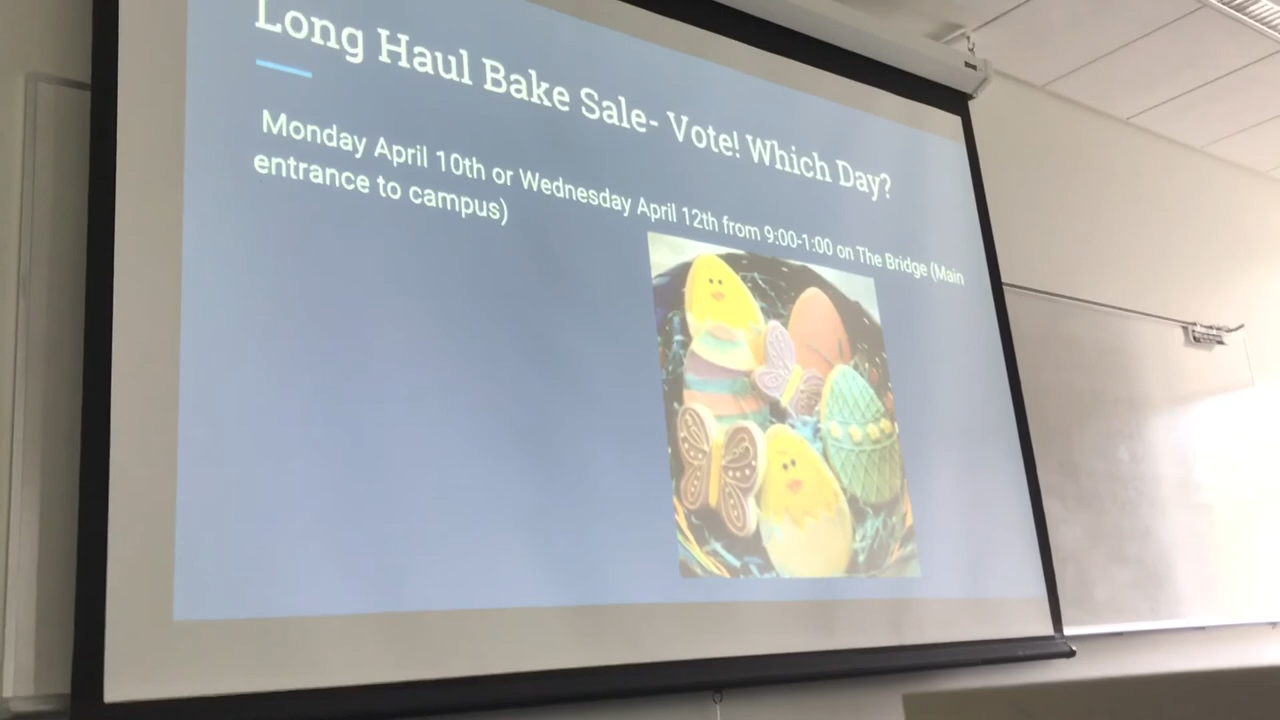 Long Haul Bake Sale- Vote! Which Day?
Monday April 10th or Wednesday April 12th from 9:00-1:00 on The Bridge (Main
entrance to campus)